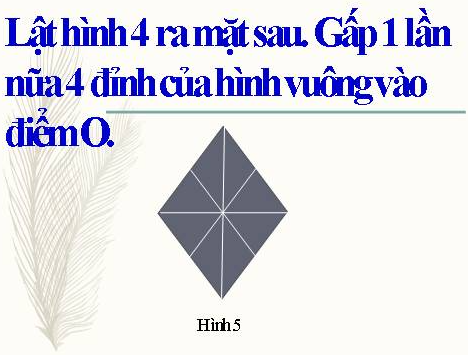 Lật hình 4 ra mặt sau. Gấp 1 lần
nữa 4 đỉnh của hình vuông vào
điểm O.
Hình 5